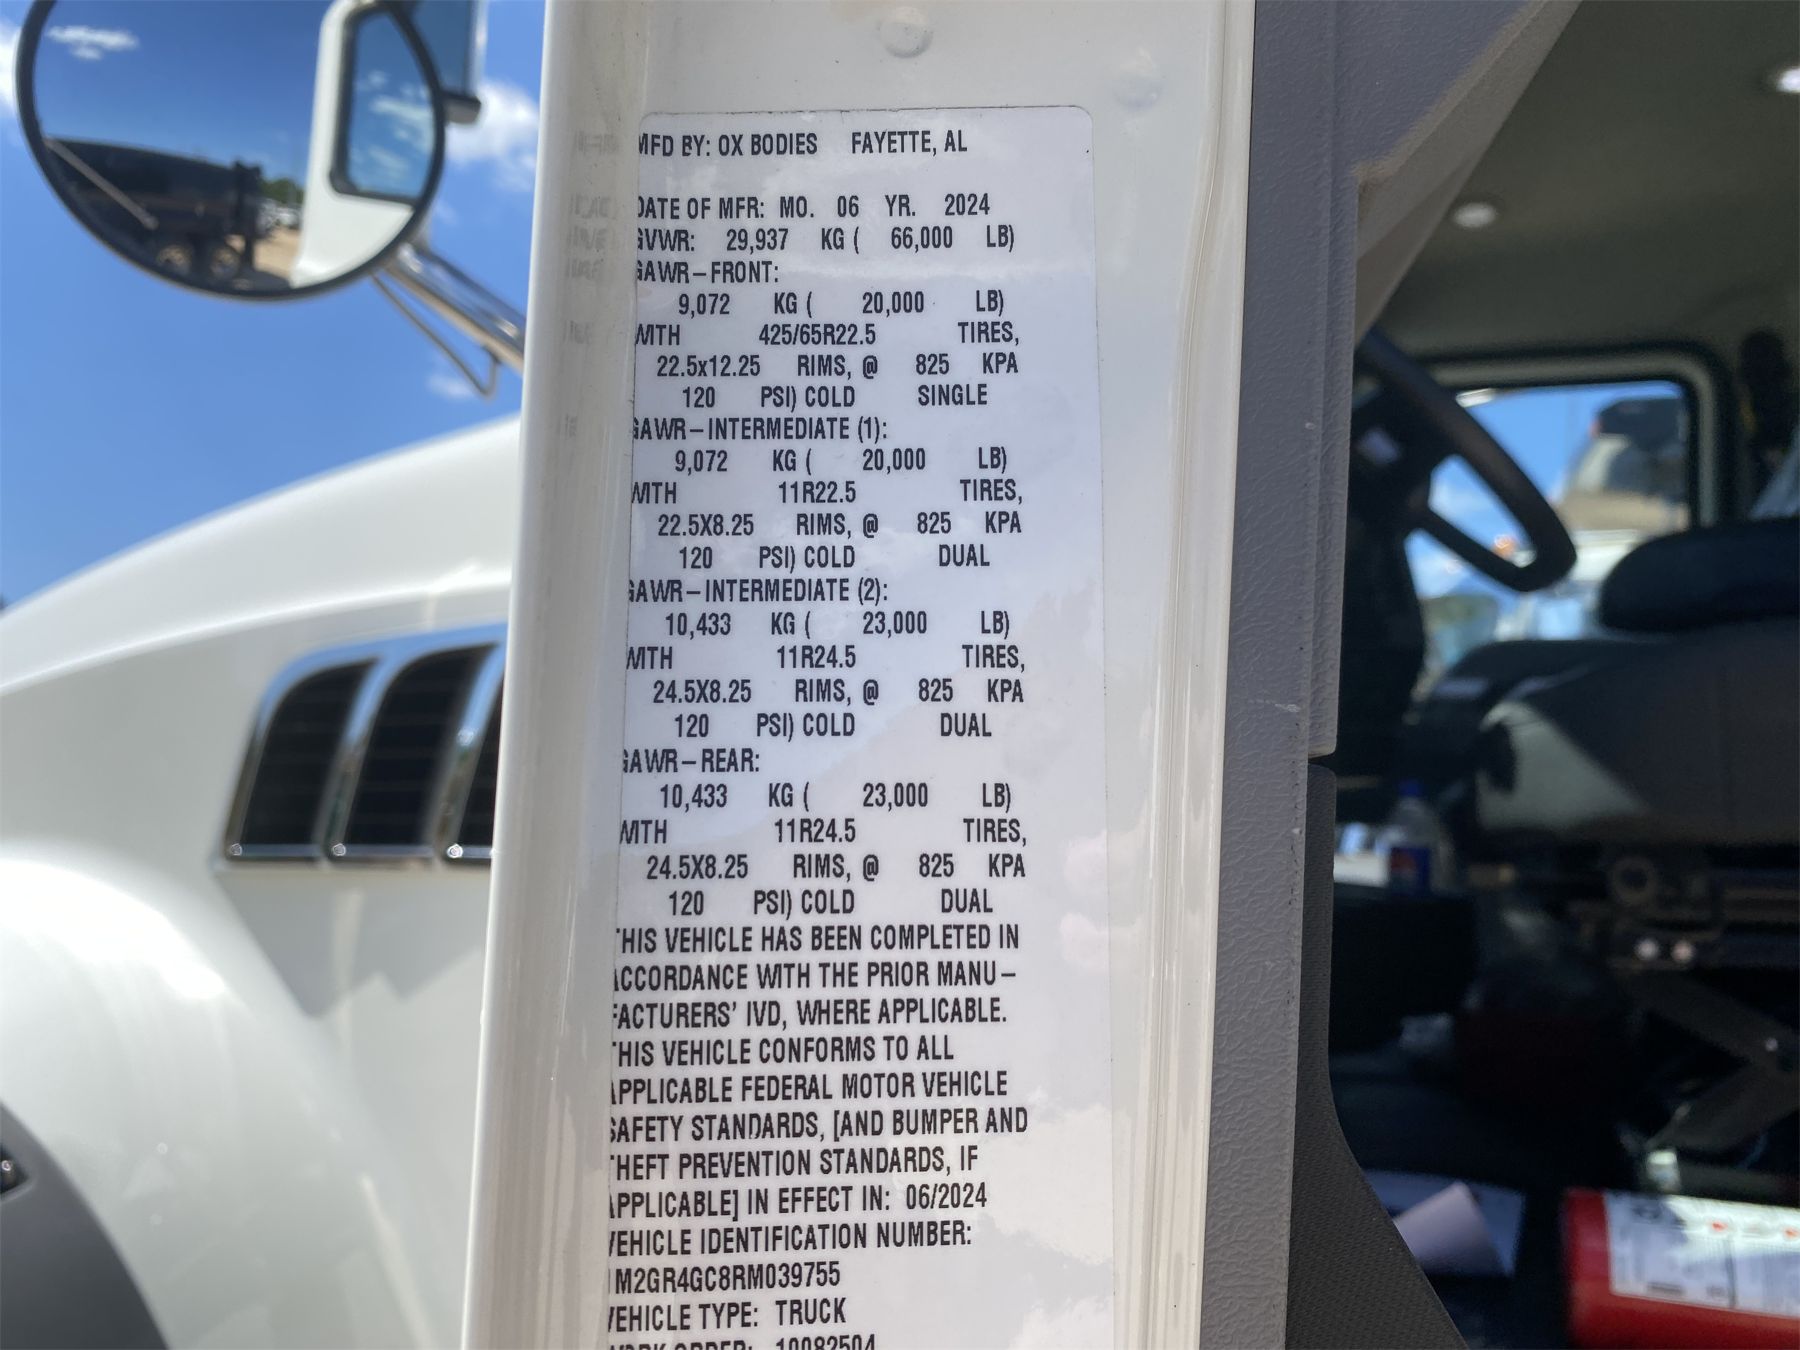 MFD BY: OX BODIES FAYETTE, AL
DATE OF MFR: MO. 06 YR. 2024
GVWR: 29,937 KG ( 66,000 LB)
GAWR-FRONT:
9,072 KG ( 20,000 LB)
WITH 425/65R22.5 TIRES,
22.5x12.25 RIMS, @ 825 KPA
120 PSI) COLD SINGLE
GAWR-INTERMEDIATE (1):
9,072 KG ( 20,000 LB)
WITH 11R22.5 TIRES,
22.5X8.25 RIMS, @ 825 KPA
120 PSI) COLD DUAL
GAWR-INTERMEDIATE (2):
10,433 KG ( 23,000 LB)
WITH 11R24.5 TIRES,
24.5X8.25 RIMS, @ 825 KPA
120 PSI) COLD DUAL
GAWR-REAR:
10,433 KG ( 23,000 LB)
WITH 11R24.5 TIRES,
24.5X8.25 RIMS, @ 825 KPA
120 PSI) COLD DUAL
THIS VEHICLE HAS BEEN COMPLETED IN
ACCORDANCE WITH THE PRIOR MANU-
FACTURERS' IVD, WHERE APPLICABLE.
THIS VEHICLE CONFORMS TO ALL
APPLICABLE FEDERAL MOTOR VEHICLE
SAFETY STANDARDS, [AND BUMPER AND
THEFT PREVENTION STANDARDS, IF
APPLICABLE] IN EFFECT IN: 06/2024
VEHICLE IDENTIFICATION NUMBER:
1M2GR4GC8RM039755
VEHICLE TYPE: TRUCK
WORK ORDER: 10082504